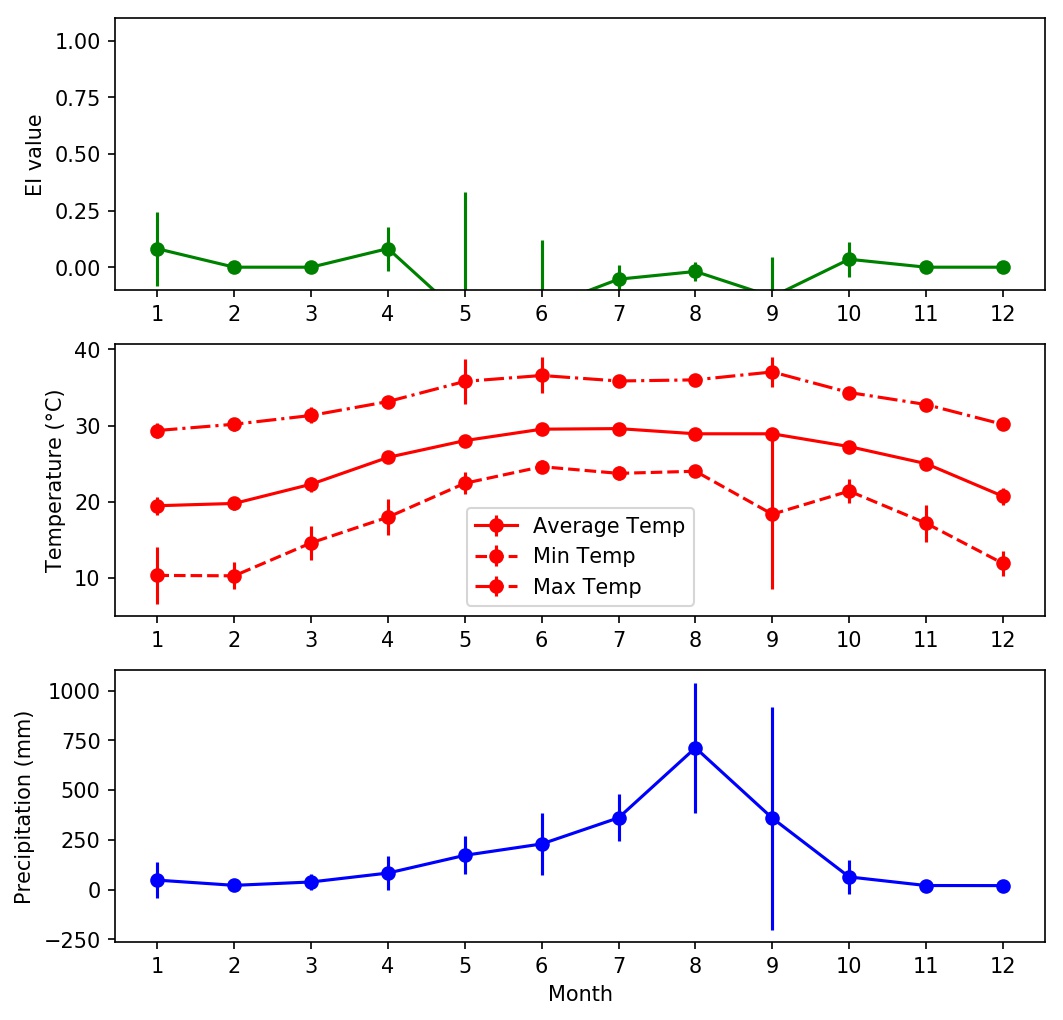 EI value
1.00
0.75
0.50
0.25
0.00
1 2 3 4 5 6 7 8 9 10 11 12
Temperature (°C)
40
30
20
10
Average Temp
Min Temp
Max Temp
1 2 3 4 5 6 7 8 9 10 11 12
Precipitation (mm)
1000
750
500
250
0
−250
1 2 3 4 5 6 7 8 9 10 11 12
Month